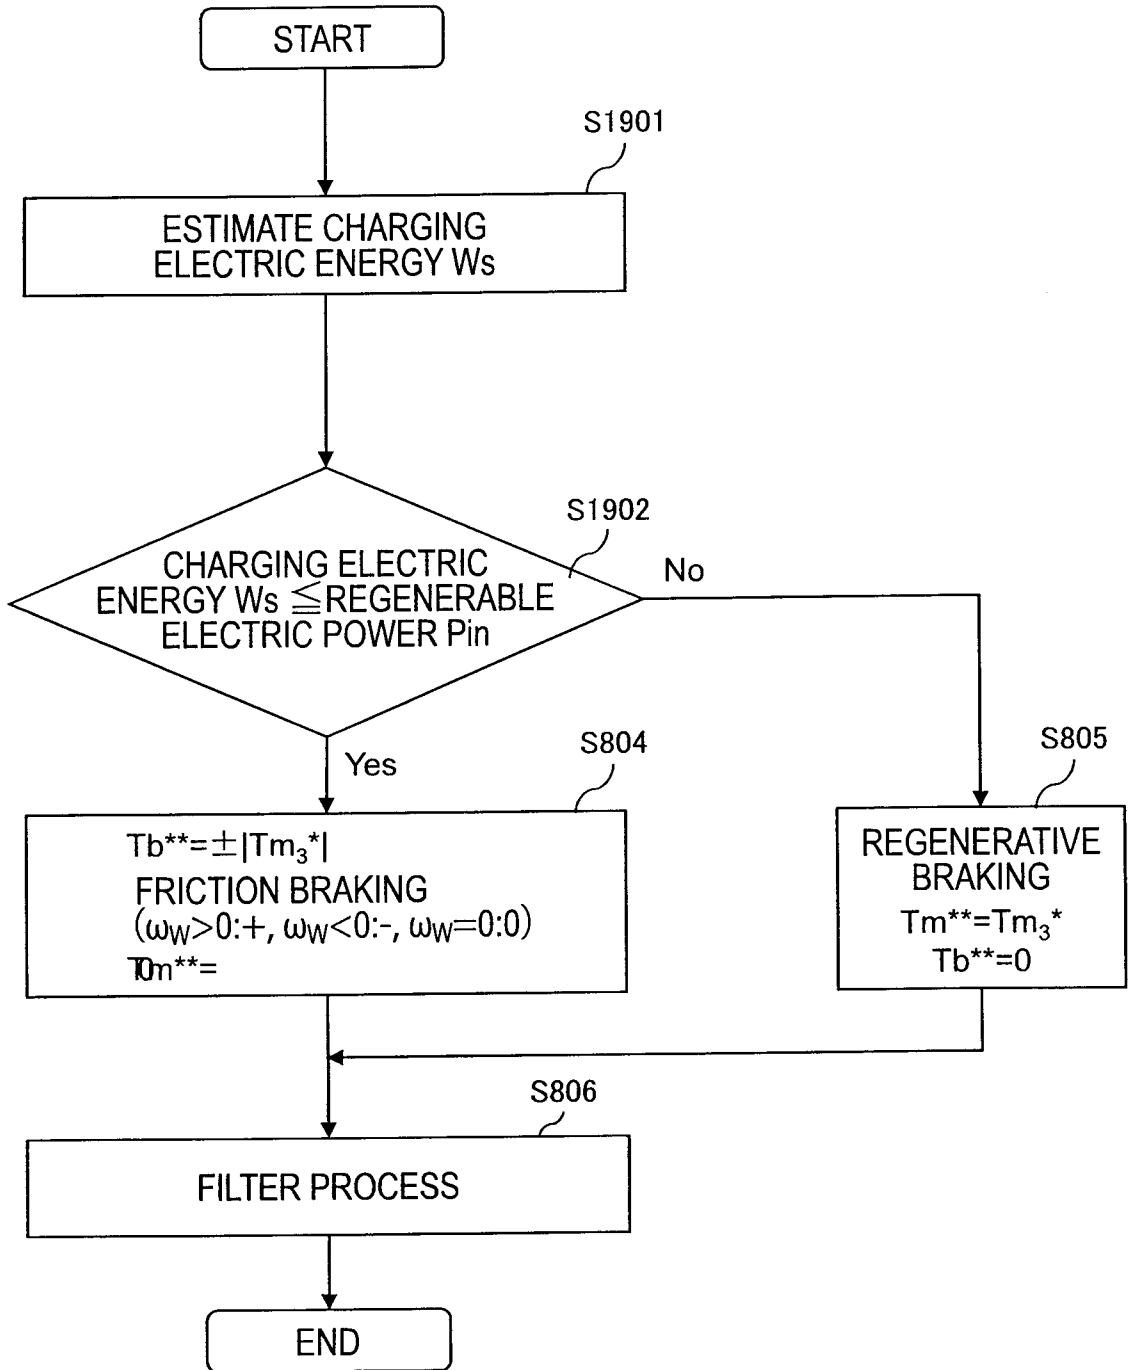 START
S1901
ESTIMATE CHARGING
ELECTRIC ENERGY Ws
S1902
CHARGING ELECTRIC
ENERGY Ws ≦REGENERABLE
ELECTRIC POWER Pin
No
Yes
S804
Tb**=±|Tm₃*|
FRICTION BRAKING
(ωW>0:+, ωW<0:-, ωW=0:0)
Tm**=
S805
REGENERATIVE
BRAKING
Tm**=Tm₃*
Tb**=0
S806
FILTER PROCESS
END